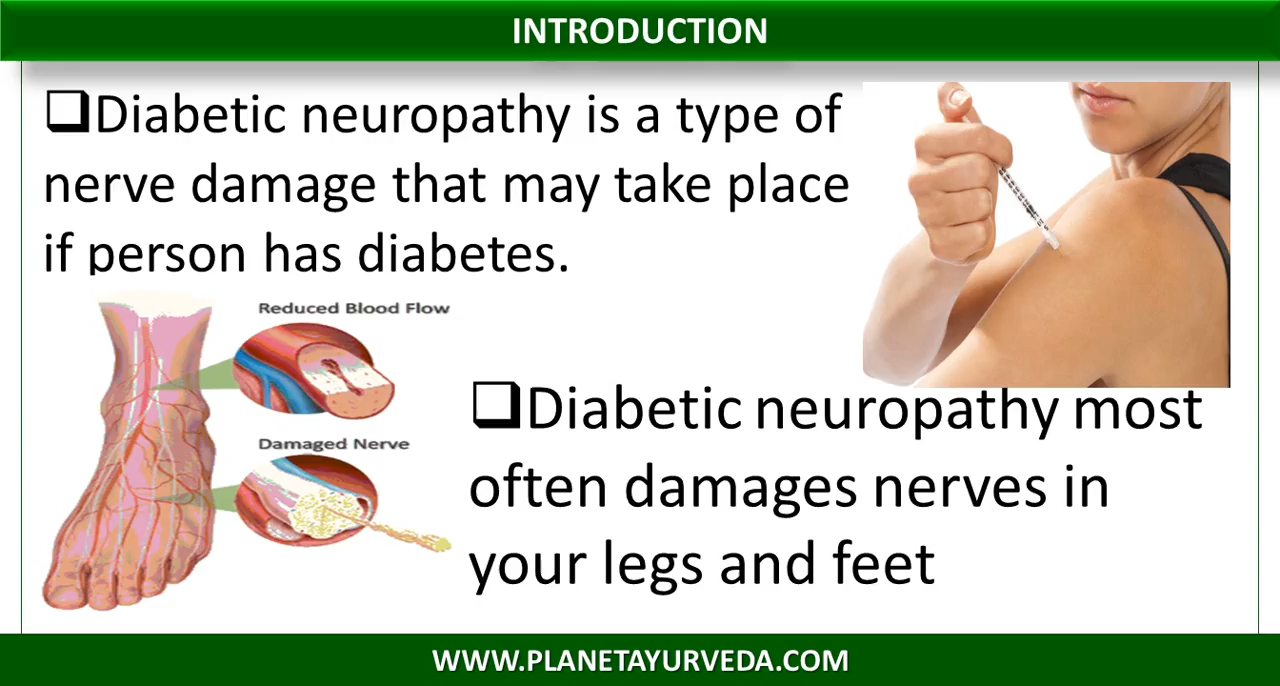 INTRODUCTION
❑Diabetic neuropathy is a type of
nerve damage that may take place
if person has diabetes.
Reduced Blood Flow
Damaged Nerve
❑Diabetic neuropathy most
often damages nerves in
your legs and feet
WWW.PLANETAYURVEDA.COM